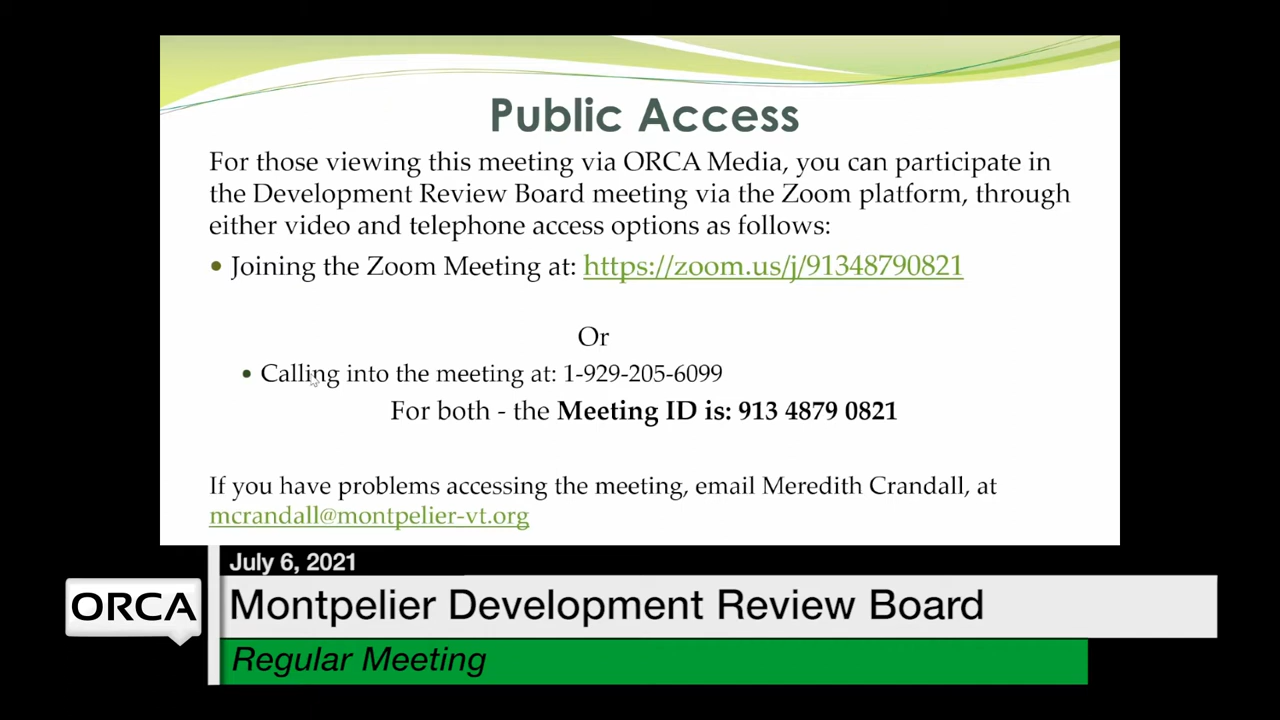 Public Access
For those viewing this meeting via ORCA Media, you can participate in
the Development Review Board meeting via the Zoom platform, through
either video and telephone access options as follows:
• Joining the Zoom Meeting at: https://zoom.us/j/91348790821
Or
• Calling into the meeting at: 1-929-205-6099
For both - the Meeting ID is: 913 4879 0821
If you have problems accessing the meeting, email Meredith Crandall, at
mcrandall@montpelier-vt.org
July 6, 2021
ORCA
Montpelier Development Review Board
Regular Meeting